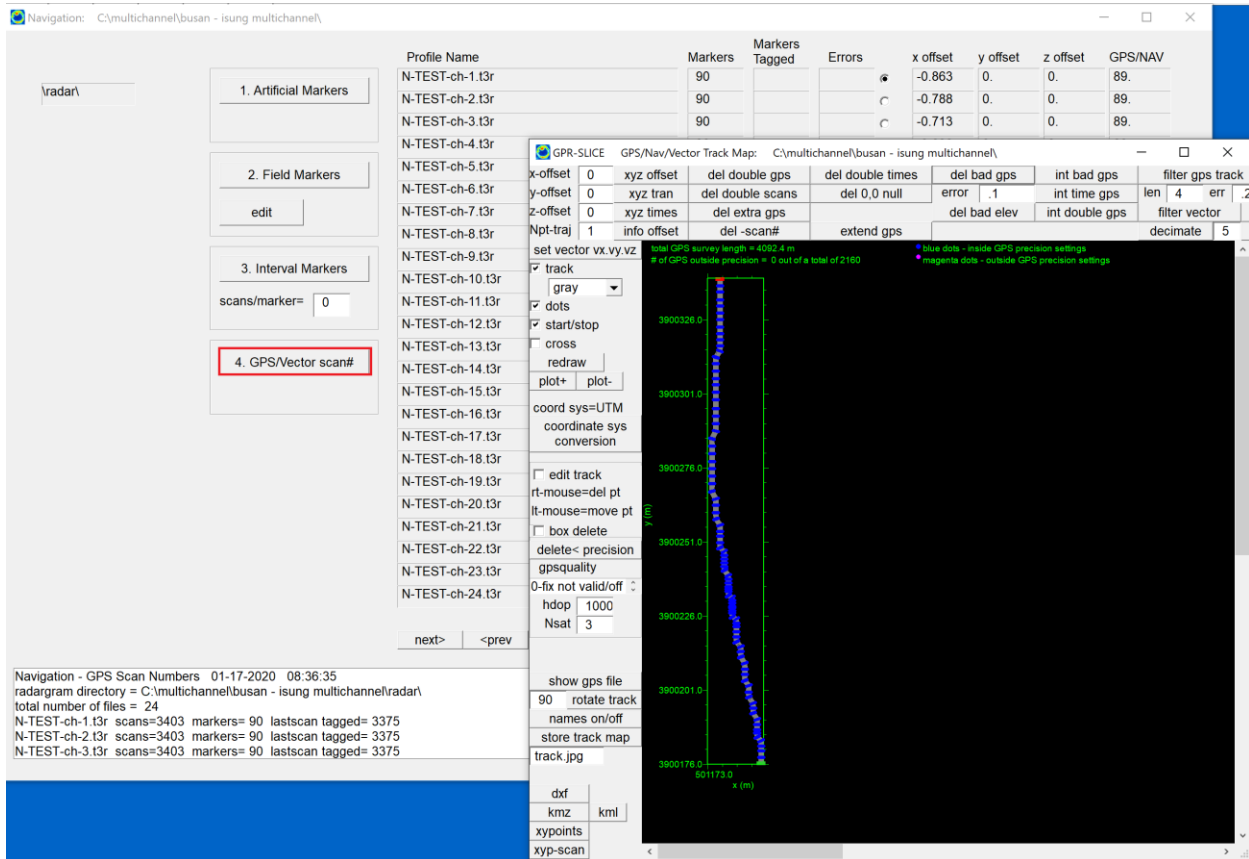 Navigation: C:\multichannel\busan - isung multichannel\
\radar\
1. Artificial Markers
2. Field Markers
edit
3. Interval Markers
scans/marker= 0
4. GPS/Vector scan#
Profile Name Markers Markers Tagged Errors x offset y offset z offset GPS/NAV
N-TEST-ch-1.t3r 90 -0.863 0. 0. 89.
N-TEST-ch-2.t3r 90 -0.788 0. 0. 89.
N-TEST-ch-3.t3r 90 -0.713 0. 0. 89.
N-TEST-ch-4.t3r
N-TEST-ch-5.t3r
N-TEST-ch-6.t3r
N-TEST-ch-7.t3r
N-TEST-ch-8.t3r
N-TEST-ch-9.t3r
N-TEST-ch-10.t3r
N-TEST-ch-11.t3r
N-TEST-ch-12.t3r
N-TEST-ch-13.t3r
N-TEST-ch-14.t3r
N-TEST-ch-15.t3r
N-TEST-ch-16.t3r
N-TEST-ch-17.t3r
N-TEST-ch-18.t3r
N-TEST-ch-19.t3r
N-TEST-ch-20.t3r
N-TEST-ch-21.t3r
N-TEST-ch-22.t3r
N-TEST-ch-23.t3r
N-TEST-ch-24.t3r
next> <prev
Navigation - GPS Scan Numbers 01-17-2020 08:36:35
radargram directory = C:\multichannel\busan - isung multichannel\radar\
total number of files = 24
N-TEST-ch-1.t3r scans=3403 markers= 90 lastscan tagged= 3375
N-TEST-ch-2.t3r scans=3403 markers= 90 lastscan tagged= 3375
N-TEST-ch-3.t3r scans=3403 markers= 90 lastscan tagged= 3375
GPR-SLICE GPS/Nav/Vector Track Map: C:\multichannel\busan - isung multichannel\
x-offset 0 xyz offset del double gps del double times del bad gps int bad gps filter gps track
y-offset 0 xyz tran del double scans del 0,0 null error .1 int time gps len 4 err .2
z-offset 0 xyz times del extra gps del bad elev int double gps filter vector
Npt-traj 1 info offset del -scan# extend gps decimate 5
set vector vx.vy.vz
track
gray
dots
start/stop
cross
redraw
plot+ plot-
coord sys=UTM
coordinate sys
conversion
edit track
rt-mouse=del pt
lt-mouse=move pt
box delete
delete< precision
gpsquality
0-fix not valid/off
hdop 1000
Nsat 3
show gps file
90 rotate track
names on/off
store track map
track.jpg
dxf
kmz kml
xypoints
xyp-scan
total GPS survey length = 4092.4 m
# of GPS outside precision = 0 out of a total of 2160
blue dots - inside GPS precision settings
magenta dots - outside GPS precision settings
3900326.0
3900301.0
3900276.0
y (m)
3900251.0
3900226.0
3900201.0
3900176.0
501173.0
x (m)